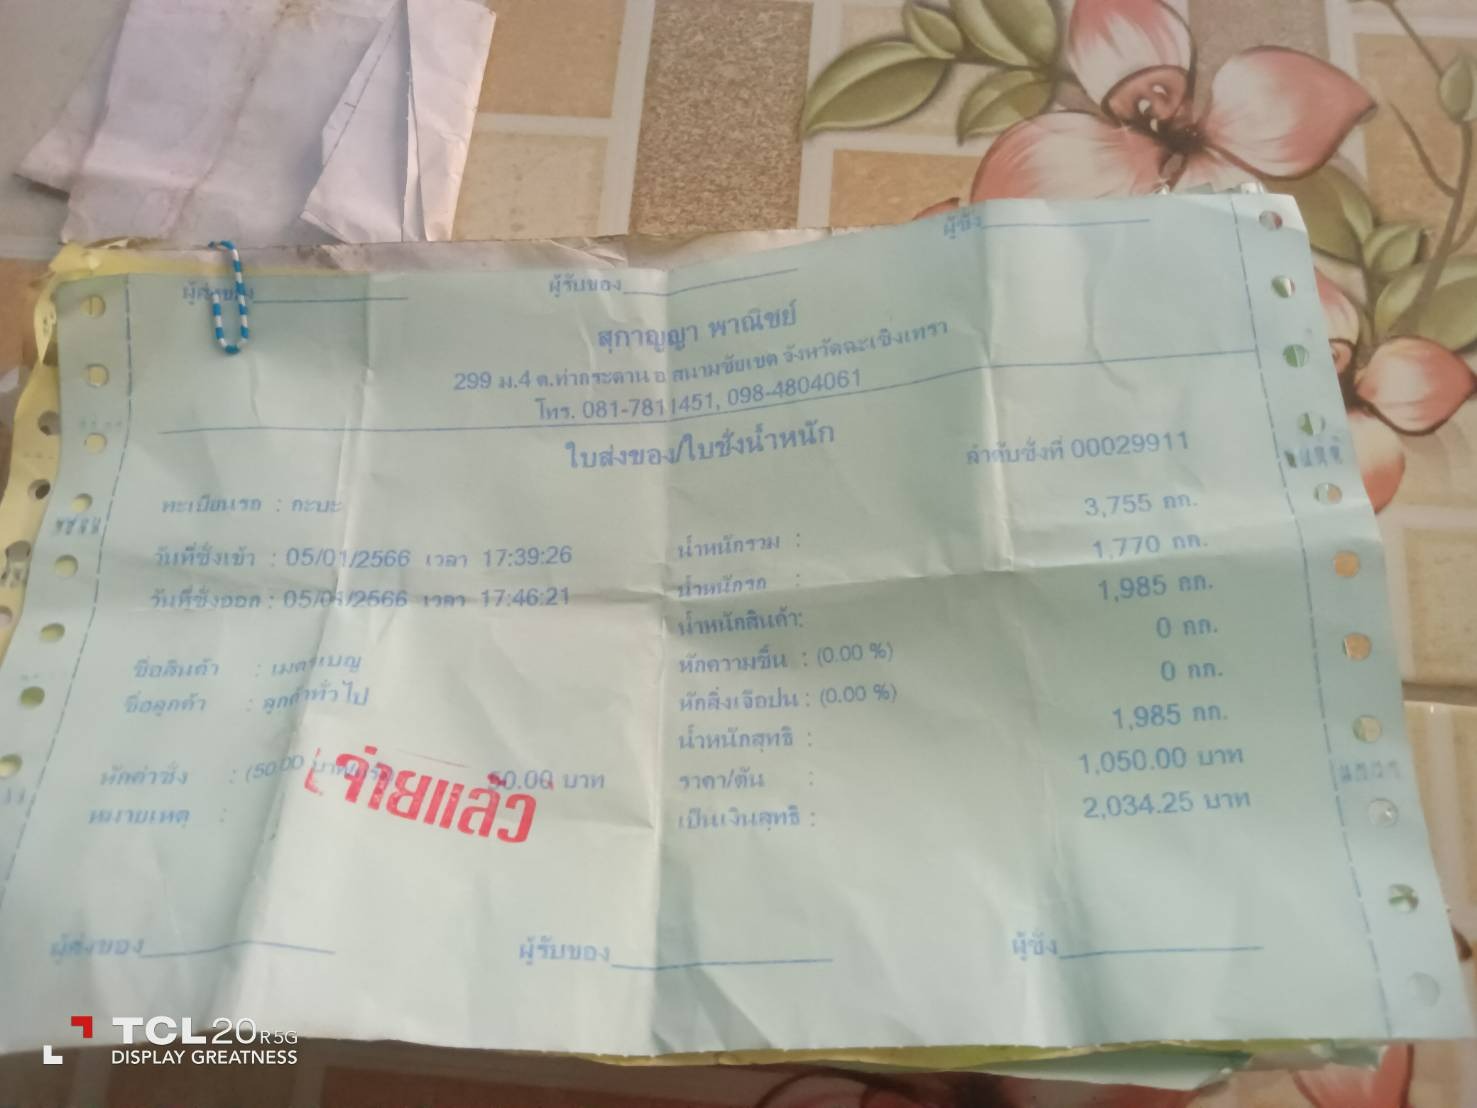 ผู้ส่งของ
ผู้รับของ
ผู้ชั่ง
สุกาญญา พาณิชย์
299 ม.4 ต.ท่ากระดาน อ สนามชัยเขต จังหวัดฉะเชิงเทรา
โทร. 081-7811451, 098-4804061
ใบส่งของ/ใบชั่งน้ำหนัก
ลำดับชั่งที่ 00029911
ทะเบียนรถ : กะบะ
วันที่ชั่งเข้า : 05/01/2566 เวลา 17:39:26
วันที่ชั่งออก : 05/01/2566 เวลา 17:46:21
ชื่อสินค้า :
ชื่อลูกค้า : ลูกค้าทั่วไป
หักค่าชั่ง : (50.00 50.00 บาท
หมายเหตุ :
จ่ายแล้ว
น้ำหนักรวม : 3,755 กก.
น้ำหนักรถ : 1,770 กก.
น้ำหนักสินค้า: 1,985 กก.
หักความชื้น : (0.00 %) 0 กก.
หักสิ่งเจือปน : (0.00 %) 0 กก.
น้ำหนักสุทธิ : 1,985 กก.
ราคา/ตัน : 1,050.00 บาท
เป็นเงินสุทธิ : 2,034.25 บาท
ผู้ส่งของ
ผู้รับของ
ผู้ชั่ง
TCL 20 R5G
DISPLAY GREATNESS